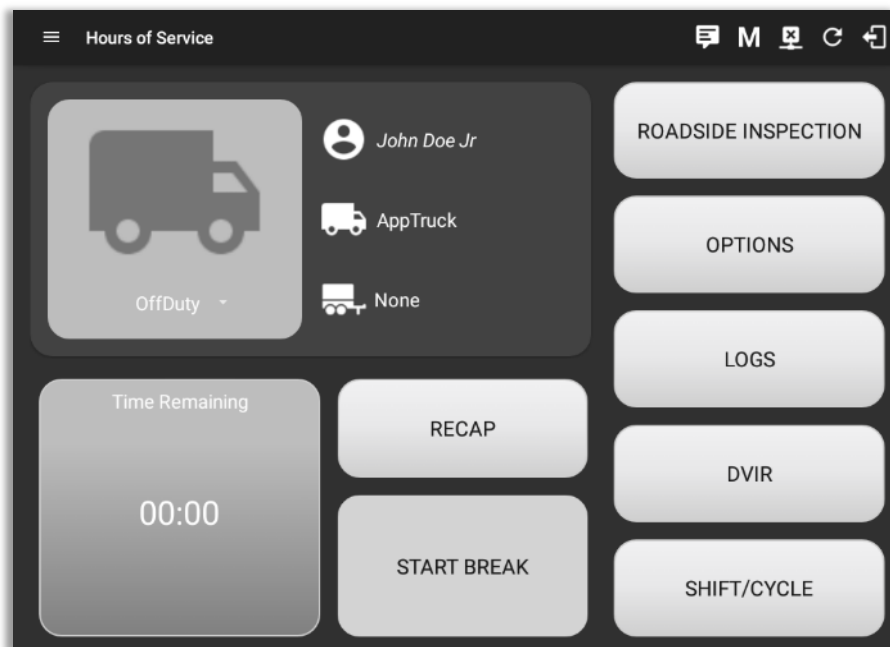 Hours of Service
M
John Doe Jr
AppTruck
None
OffDuty
Time Remaining
00:00
RECAP
START BREAK
ROADSIDE INSPECTION
OPTIONS
LOGS
DVIR
SHIFT/CYCLE